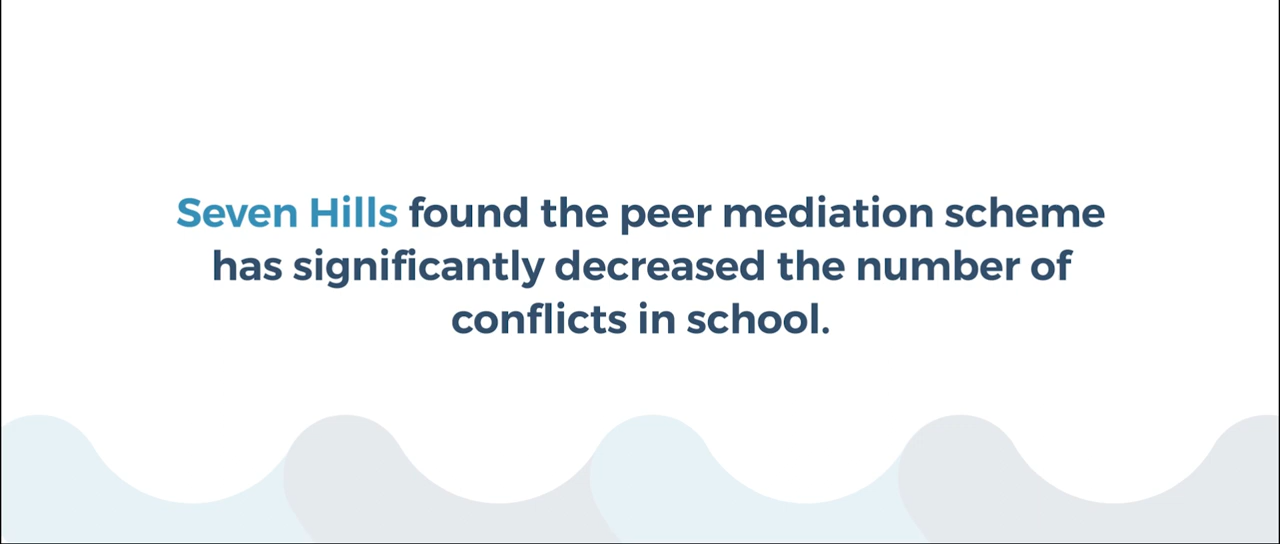 Seven Hills found the peer mediation scheme
has significantly decreased the number of
conflicts in school.